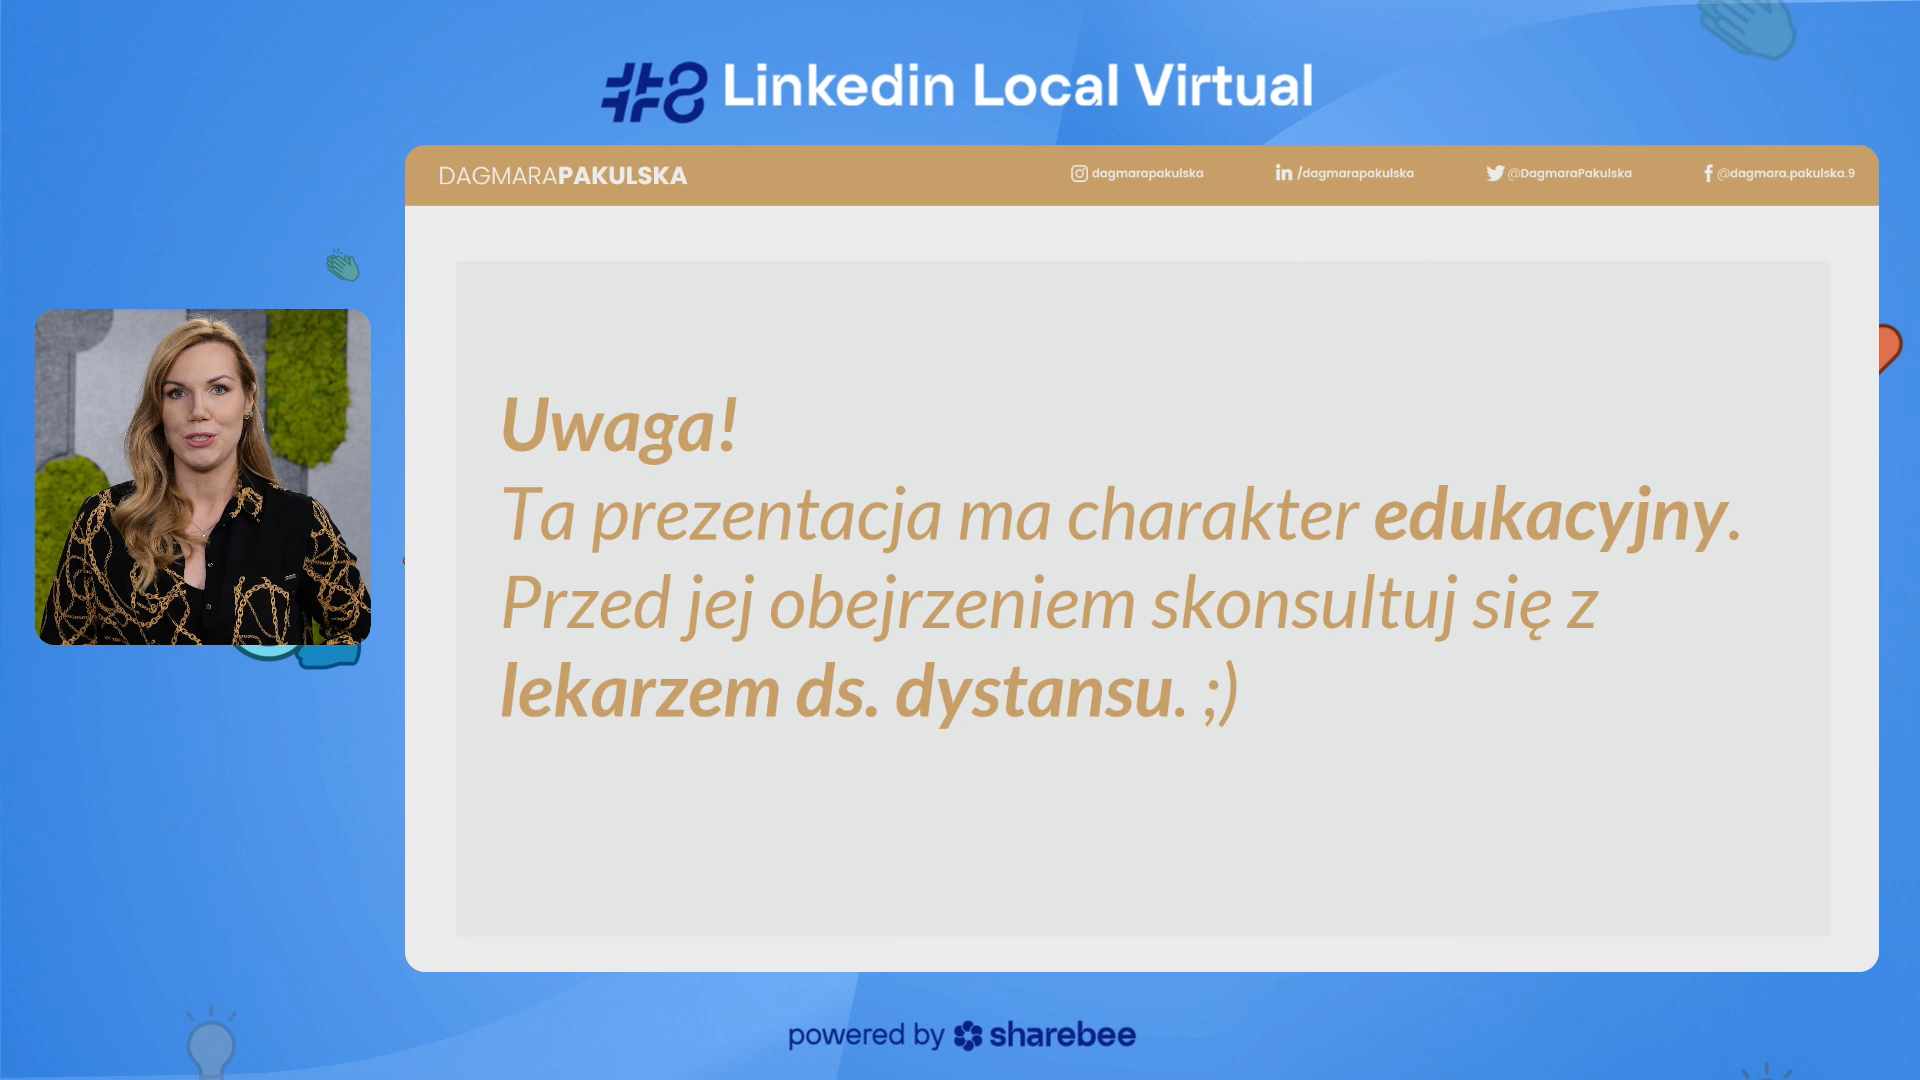 #8 Linkedin Local Virtual
DAGMARAPAKULSKA
dagmarapakulska
in /dagmarapakulska
@DagmaraPakulska
f @dagmara.pakulska.9
Uwaga!
Ta prezentacja ma charakter edukacyjny.
Przed jej obejrzeniem skonsultuj się z
lekarzem ds. dystansu. ;)
powered by sharebee